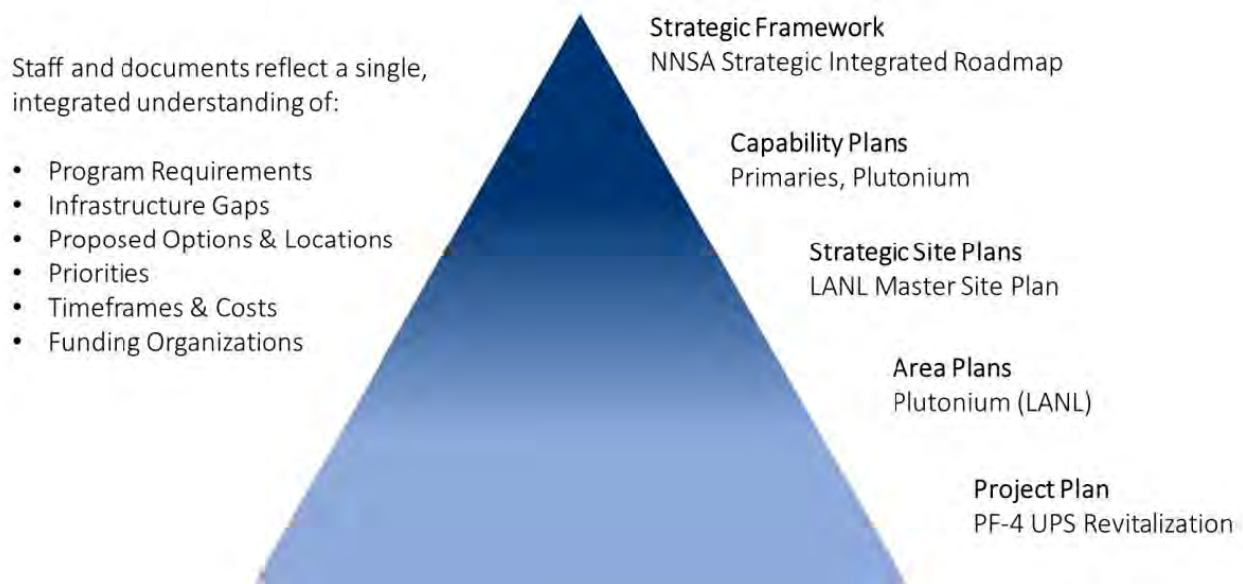 Staff and documents reflect a single,
integrated understanding of:
• Program Requirements
• Infrastructure Gaps
• Proposed Options & Locations
• Priorities
• Timeframes & Costs
• Funding Organizations
Strategic Framework
NNSA Strategic Integrated Roadmap
Capability Plans
Primaries, Plutonium
Strategic Site Plans
LANL Master Site Plan
Area Plans
Plutonium (LANL)
Project Plan
PF-4 UPS Revitalization